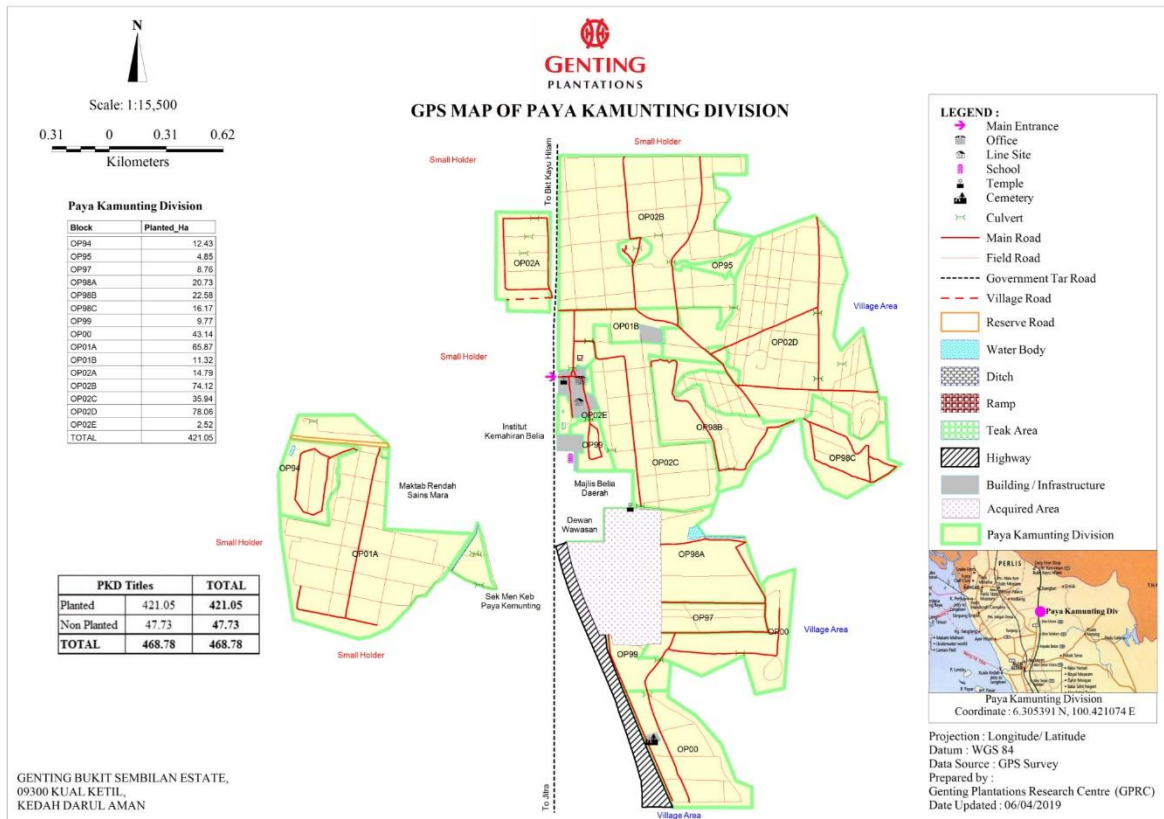 N
Scale: 1:15,500
0.31 0 0.31 0.62
Kilometers
GENTING
PLANTATIONS
GPS MAP OF PAYA KAMUNTING DIVISION
Paya Kamunting Division
Block Planted_Ha
OP94 12.43
OP95 4.85
OP97 8.76
OP98A 20.73
OP98B 22.58
OP98C 16.17
OP99 9.77
OP00 43.14
OP01A 65.87
OP01B 11.32
OP02A 14.79
OP02B 74.12
OP02C 35.94
OP02D 78.06
OP02E 2.52
TOTAL 421.05
PKD Titles TOTAL
Planted 421.05 421.05
Non Planted 47.73 47.73
TOTAL 468.78 468.78
GENTING BUKIT SEMBILAN ESTATE,
09300 KUAL KETIL,
KEDAH DARUL AMAN
Small Holder
Small Holder
To Bkt Kayu Hitam
OP02B
OP02A
OP95
Village Area
OP01B
OP02D
Small Holder
OP02E
Institut
Kemahiran Belia
OP99
OP98B
OP02C
OP98C
OP94
Maktab Rendah
Sains Mara
Majlis Belia
Daerah
Dewan
Wawasan
Small Holder
OP01A
OP98A
Sek Men Keb
Paya Kemunting
OP97
OP00
Village Area
Small Holder
OP99
OP00
To Jitra
Village Area
LEGEND :
Main Entrance
Office
Line Site
School
Temple
Cemetery
Culvert
Main Road
Field Road
Government Tar Road
Village Road
Reserve Road
Water Body
Ditch
Ramp
Teak Area
Highway
Building / Infrastructure
Acquired Area
Paya Kamunting Division
PERLIS
Paya Kamunting Div
Paya Kamunting Division
Coordinate : 6.305391 N, 100.421074 E
Projection : Longitude/ Latitude
Datum : WGS 84
Data Source : GPS Survey
Prepared by :
Genting Plantations Research Centre (GPRC)
Date Updated : 06/04/2019